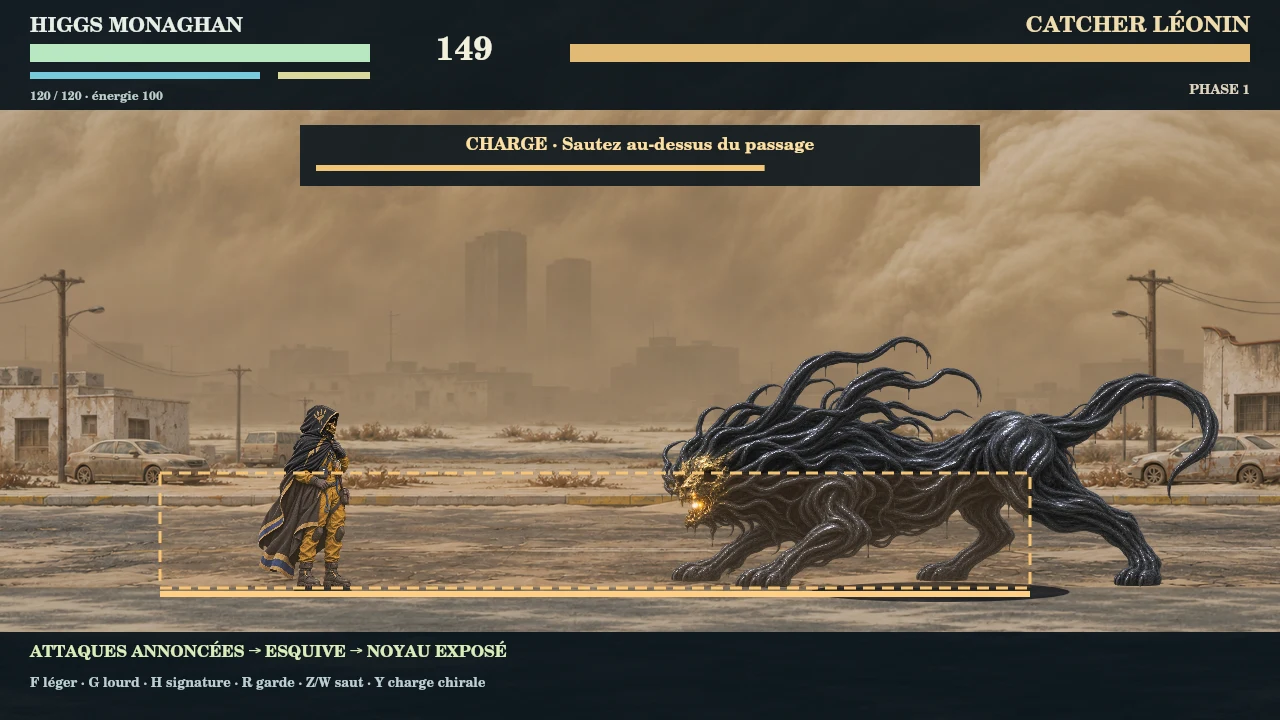 HIGGS MONAGHAN
149
CATCHER LÉONIN
120 / 120 · énergie 100
PHASE 1
CHARGE · Sautez au-dessus du passage
ATTAQUES ANNONCÉES → ESQUIVE → NOYAU EXPOSÉ
F léger · G lourd · H signature · R garde · Z/W saut · Y charge chirale